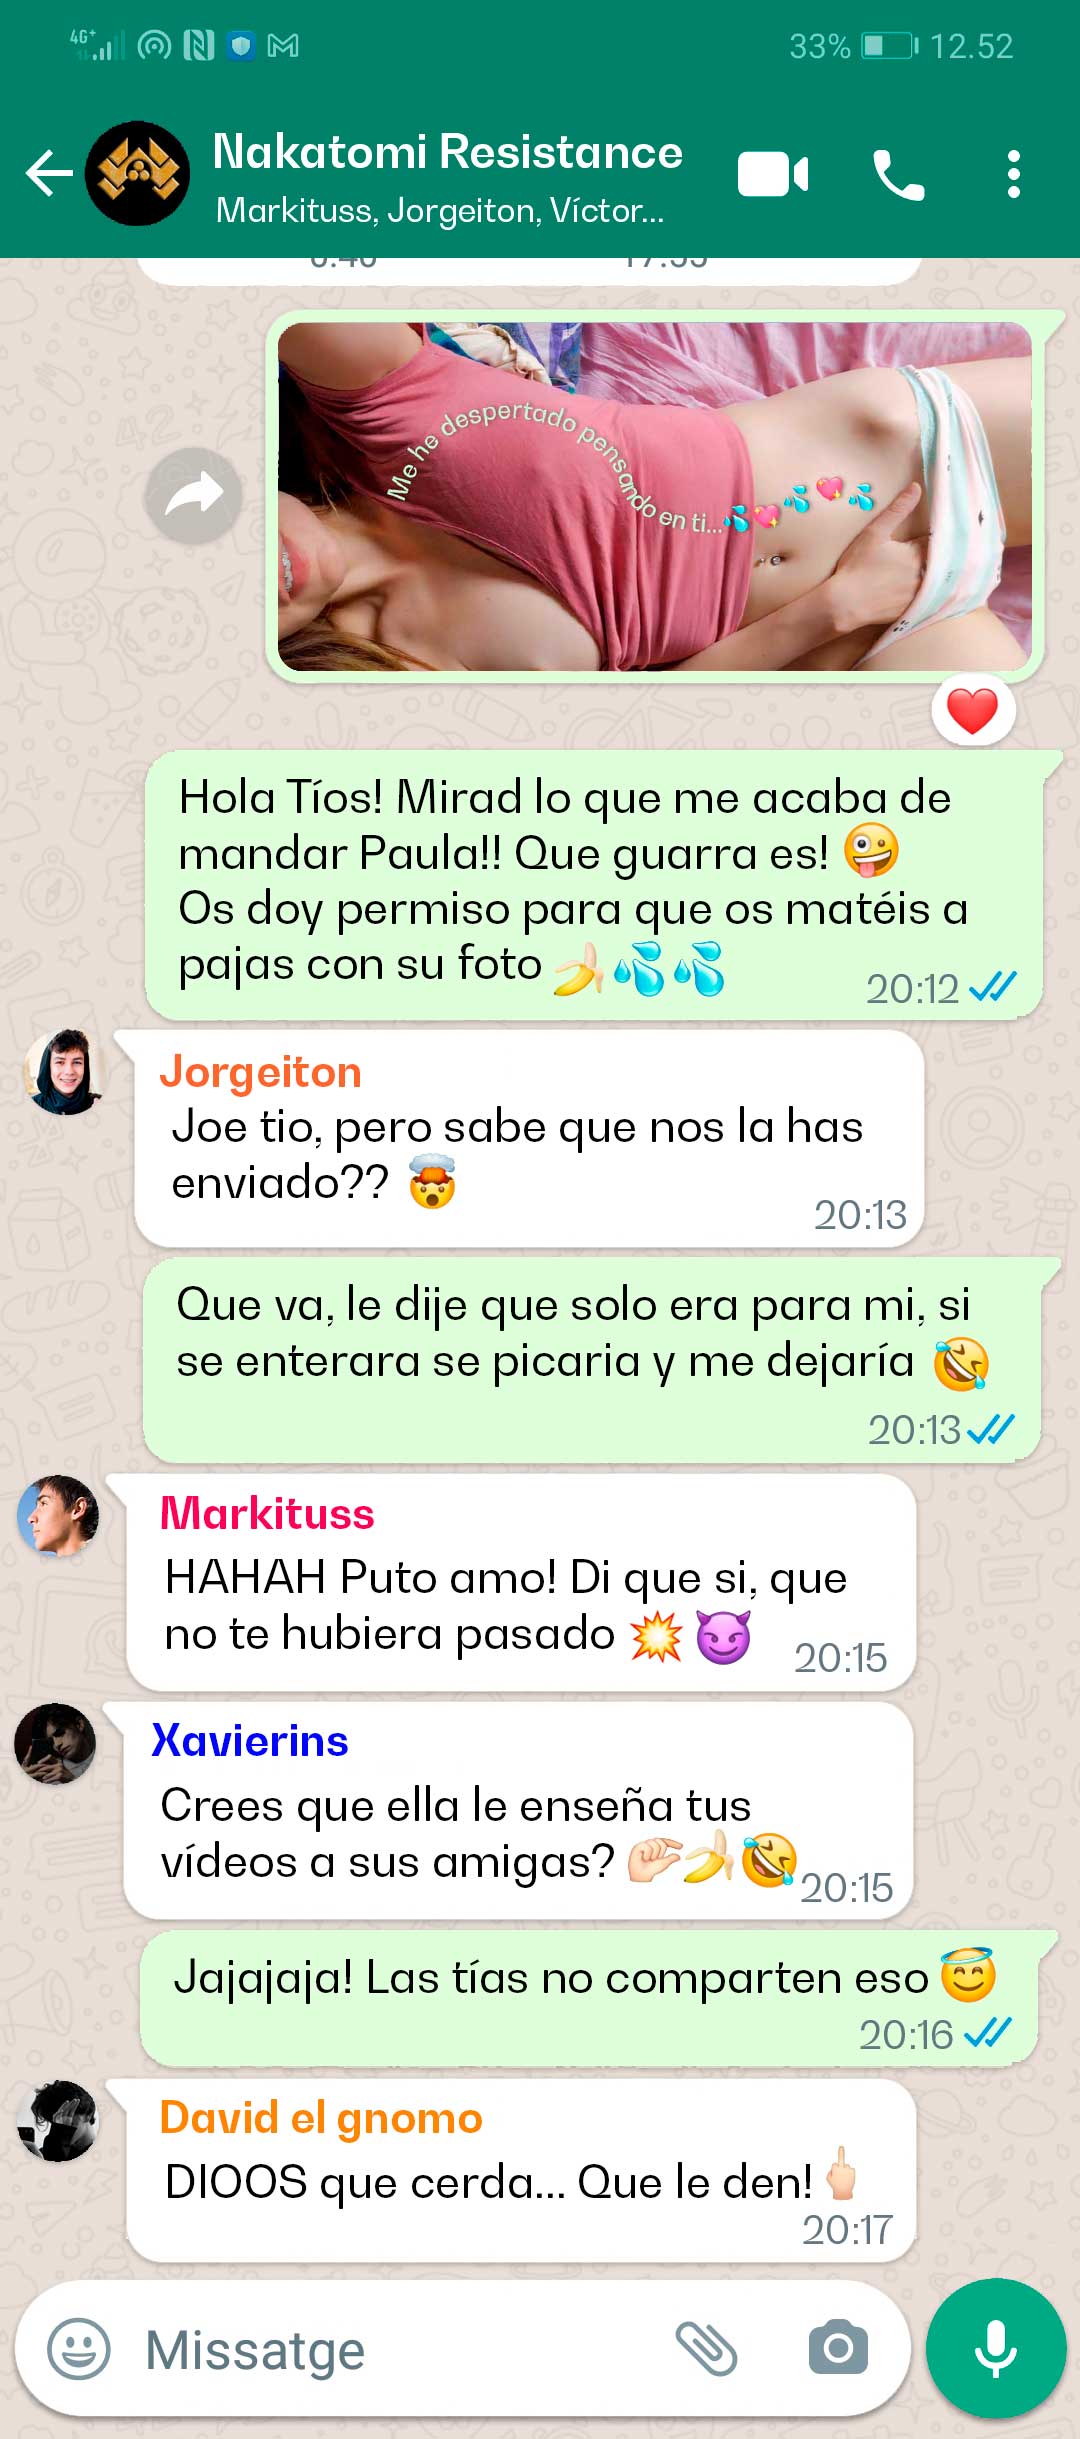 4G+
33% 12.52
Nakatomi Resistance
Markituss, Jorgeiton, Víctor...
Me he despertado pensando en ti...
Hola Tíos! Mirad lo que me acaba de
mandar Paula!! Que guarra es! 🤪
Os doy permiso para que os matéis a
pajas con su foto 🍌💦💦
20:12
Jorgeiton
Joe tio, pero sabe que nos la has
enviado?? 🤯
20:13
Que va, le dije que solo era para mi, si
se enterara se picaria y me dejaría 🤣
20:13
Markituss
HAHAH Puto amo! Di que si, que
no te hubiera pasado 💥😈
20:15
Xavierins
Crees que ella le enseña tus
vídeos a sus amigas? 🤏🍌🤣
20:15
Jajajaja! Las tías no comparten eso 😇
20:16
David el gnomo
DIOOS que cerda... Que le den! 🖕
20:17
Missatge